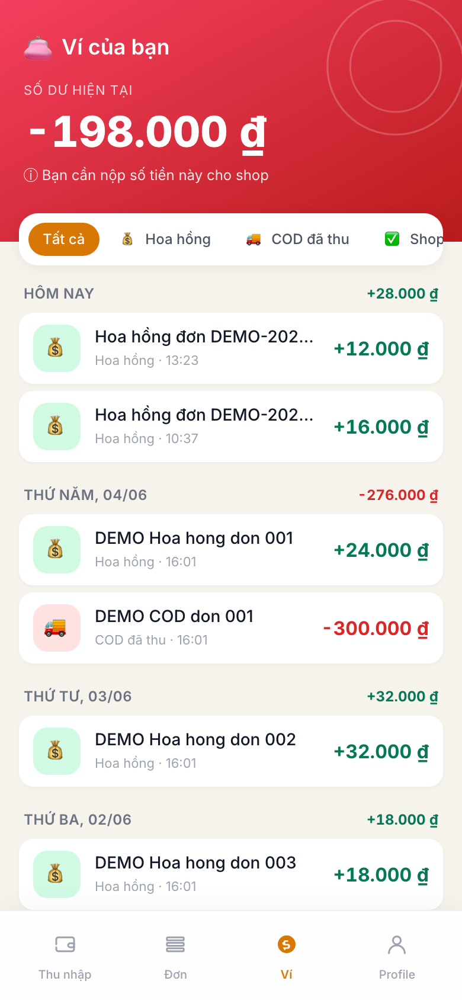 Ví của bạn
SỐ DƯ HIỆN TẠI
-198.000 ₫
ⓘ Bạn cần nộp số tiền này cho shop
Tất cả 💰 Hoa hồng 🚚 COD đã thu ✅ Shop
HÔM NAY +28.000 ₫
Hoa hồng đơn DEMO-202... +12.000 ₫
Hoa hồng · 13:23
Hoa hồng đơn DEMO-202... +16.000 ₫
Hoa hồng · 10:37
THỨ NĂM, 04/06 -276.000 ₫
DEMO Hoa hong don 001 +24.000 ₫
Hoa hồng · 16:01
DEMO COD don 001 -300.000 ₫
COD đã thu · 16:01
THỨ TƯ, 03/06 +32.000 ₫
DEMO Hoa hong don 002 +32.000 ₫
Hoa hồng · 16:01
THỨ BA, 02/06 +18.000 ₫
DEMO Hoa hong don 003 +18.000 ₫
Hoa hồng · 16:01
Thu nhập Đơn Ví Profile